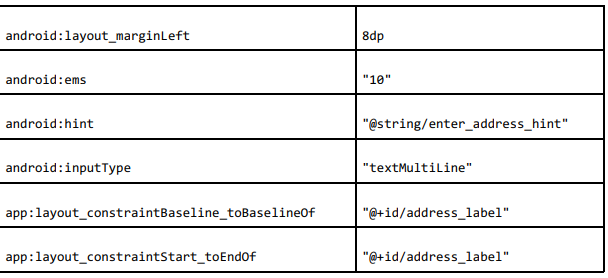 android:layout_marginLeft 8dp
android:ems "10"
android:hint "@string/enter_address_hint"
android:inputType "textMultiLine"
app:layout_constraintBaseline_toBaselineOf "@+id/address_label"
app:layout_constraintStart_toEndOf "@+id/address_label"